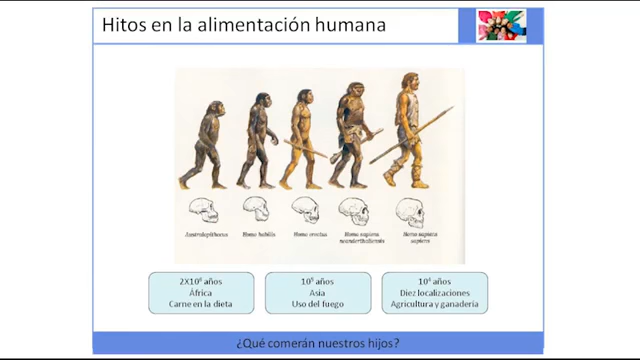 Hitos en la alimentación humana
Australopithecus
Homo habilis
Homo erectus
Homo sapiens
neanderthalensis
Homo sapiens
sapiens
2X10⁶ años
África
Carne en la dieta
10⁵ años
Asia
Uso del fuego
10⁴ años
Diez localizaciones
Agricultura y ganadería
¿Qué comerán nuestros hijos?